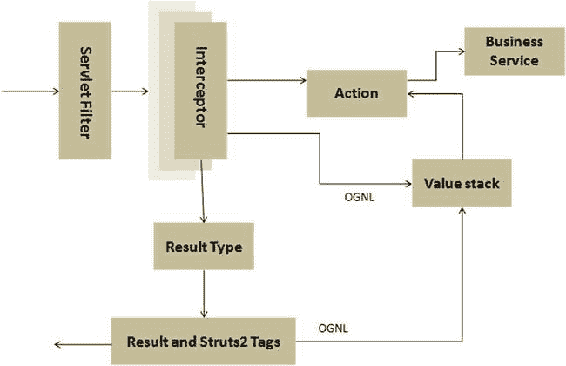 Servlet Filter
Interceptor
Action
Business
Service
OGNL
Value stack
Result Type
Result and Struts2 Tags
OGNL